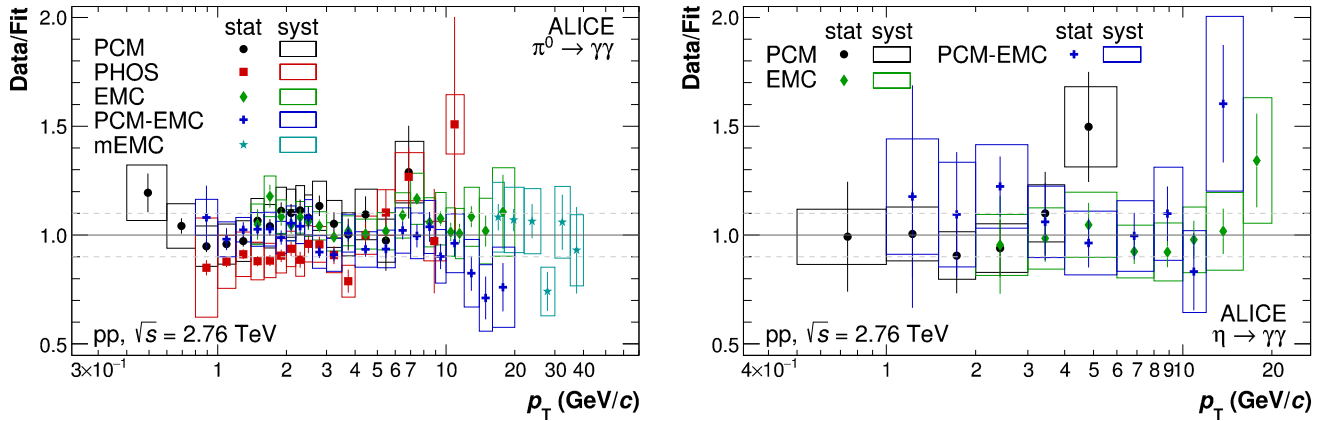 Data/Fit
2.0
1.5
1.0
0.5
stat syst
PCM
PHOS
EMC
PCM-EMC
mEMC
ALICE
π⁰ → γγ
pp, √s = 2.76 TeV
3×10⁻¹ 1 2 3 4 5 6 7 10 20 30 40
p_T (GeV/c)
Data/Fit
2.0
1.5
1.0
0.5
stat syst stat syst
PCM PCM-EMC
EMC
pp, √s = 2.76 TeV
ALICE
η → γγ
4×10⁻¹ 1 2 3 4 5 6 7 8 910 20
p_T (GeV/c)